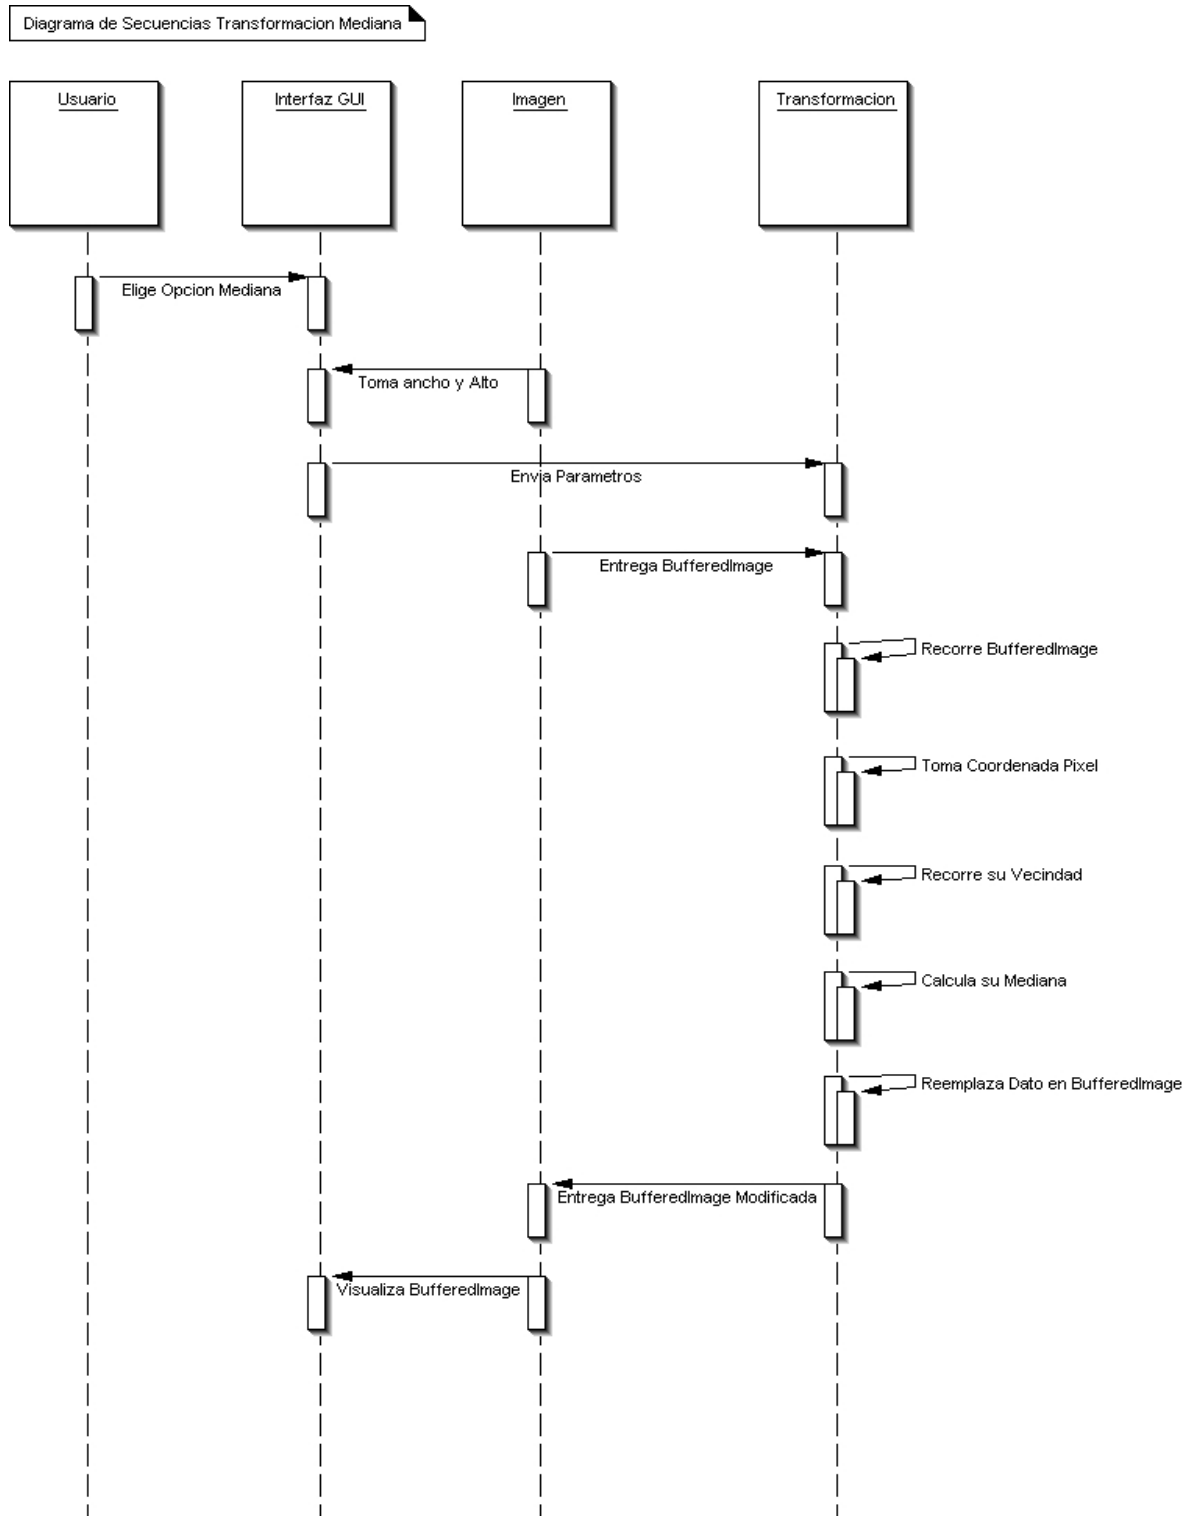 Diagrama de Secuencias Transformacion Mediana
Usuario
Interfaz GUI
Imagen
Transformacion
Elige Opcion Mediana
Toma ancho y Alto
Envia Parametros
Entrega BufferedImage
Recorre BufferedImage
Toma Coordenada Pixel
Recorre su Vecindad
Calcula su Mediana
Reemplaza Dato en BufferedImage
Entrega BufferedImage Modificada
Visualiza BufferedImage